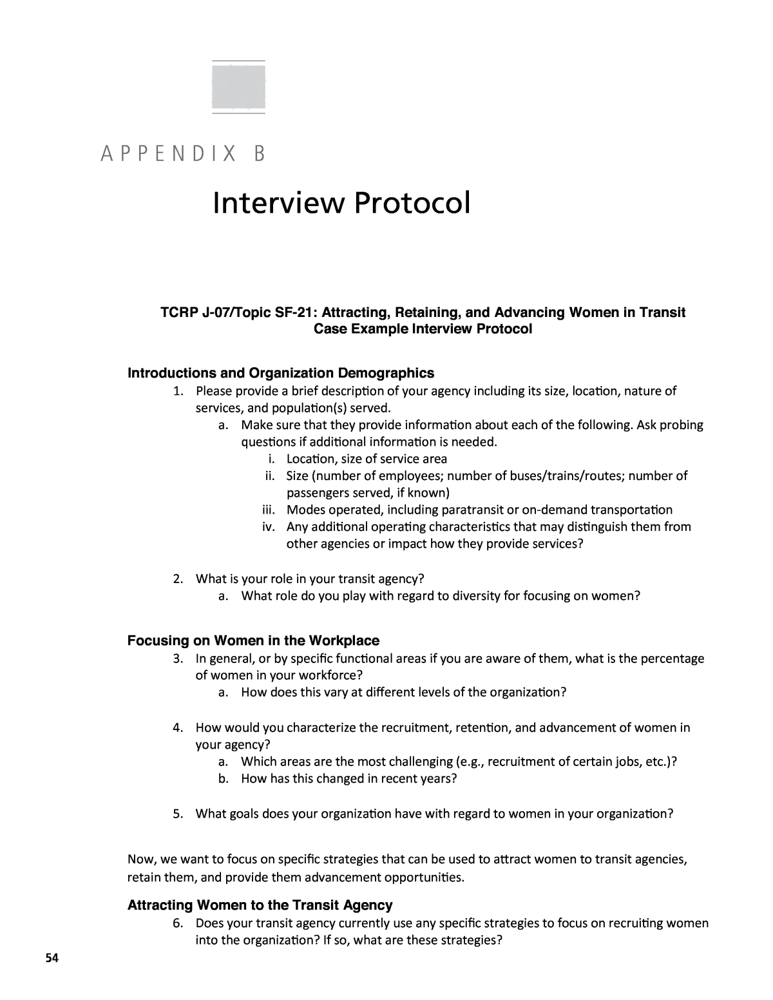 APPENDIX B
Interview Protocol
TCRP J-07/Topic SF-21: Attracting, Retaining, and Advancing Women in Transit
Case Example Interview Protocol
Introductions and Organization Demographics
1. Please provide a brief description of your agency including its size, location, nature of
services, and population(s) served.
a. Make sure that they provide information about each of the following. Ask probing
questions if additional information is needed.
i. Location, size of service area
ii. Size (number of employees; number of buses/trains/routes; number of
passengers served, if known)
iii. Modes operated, including paratransit or on-demand transportation
iv. Any additional operating characteristics that may distinguish them from
other agencies or impact how they provide services?
2. What is your role in your transit agency?
a. What role do you play with regard to diversity for focusing on women?
Focusing on Women in the Workplace
3. In general, or by specific functional areas if you are aware of them, what is the percentage
of women in your workforce?
a. How does this vary at different levels of the organization?
4. How would you characterize the recruitment, retention, and advancement of women in
your agency?
a. Which areas are the most challenging (e.g., recruitment of certain jobs, etc.)?
b. How has this changed in recent years?
5. What goals does your organization have with regard to women in your organization?
Now, we want to focus on specific strategies that can be used to attract women to transit agencies,
retain them, and provide them advancement opportunities.
Attracting Women to the Transit Agency
6. Does your transit agency currently use any specific strategies to focus on recruiting women
into the organization? If so, what are these strategies?
54